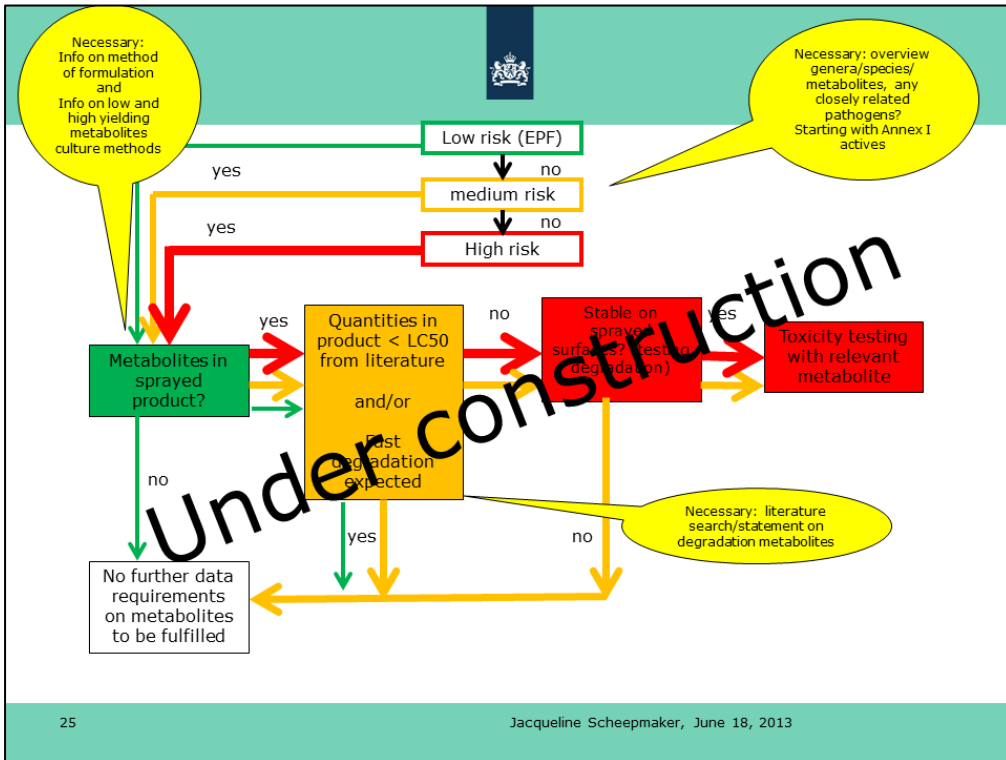 Necessary:
Info on method
of formulation
and
Info on low and
high yielding
metabolites
culture methods
Necessary: overview
genera/species/
metabolites, any
closely related
pathogens?
Starting with Annex I
actives
Low risk (EPF)
yes
no
medium risk
yes
no
High risk
Under construction
Metabolites in
sprayed
product?
yes
Quantities in
product < LC50
from literature
and/or
Fast
degradation
expected
no
Stable on
sprayed
surfaces? (testing
degradation)
yes
Toxicity testing
with relevant
metabolite
no
yes
no
Necessary: literature
search/statement on
degradation metabolites
No further data
requirements
on metabolites
to be fulfilled
25
Jacqueline Scheepmaker, June 18, 2013